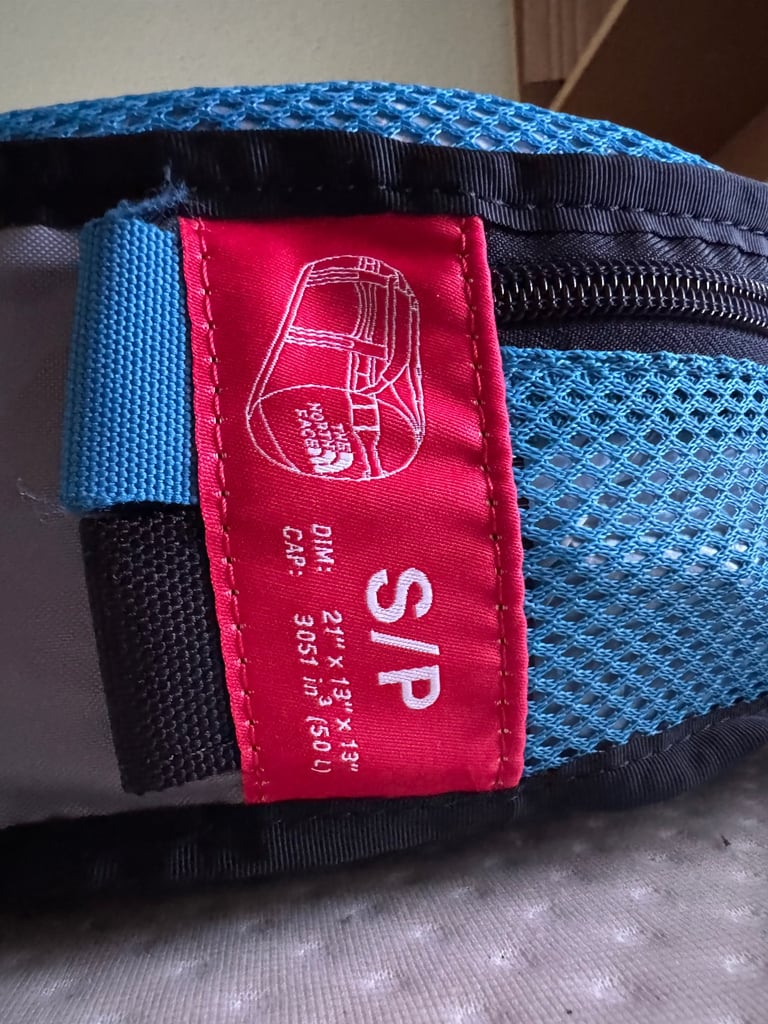 THE
NORTH
FACE
S/P
DIM: 21" x 13" x 13"
CAP: 3051 in³ (50 L)